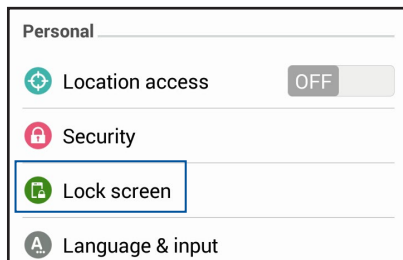 Personal
Location access OFF
Security
Lock screen
A Language & input